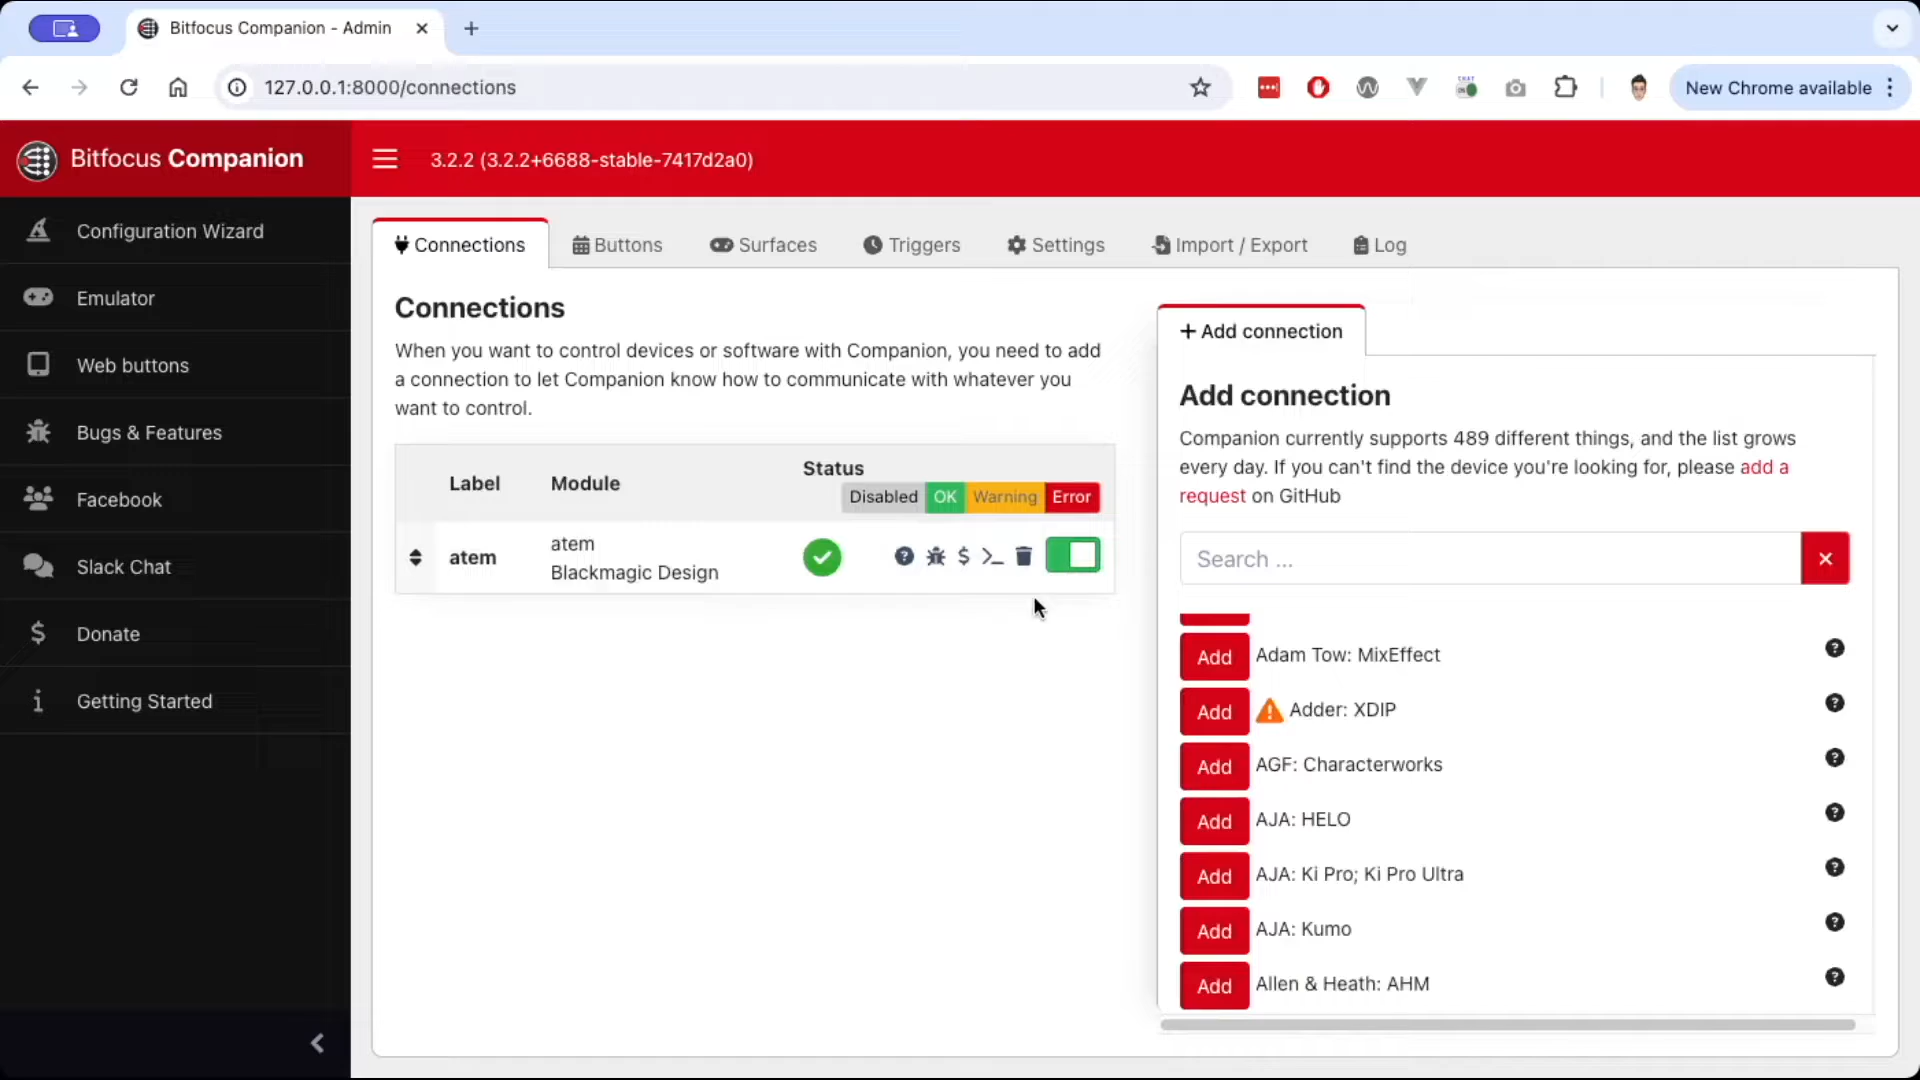 Bitfocus Companion - Admin
127.0.0.1:8000/connections
New Chrome available
Bitfocus Companion
3.2.2 (3.2.2+6688-stable-7417d2a0)
Configuration Wizard
Emulator
Web buttons
Bugs & Features
Facebook
Slack Chat
Donate
Getting Started
Connections
Buttons
Surfaces
Triggers
Settings
Import / Export
Log
Connections
When you want to control devices or software with Companion, you need to add
a connection to let Companion know how to communicate with whatever you
want to control.
Label
Module
Status
Disabled
OK
Warning
Error
atem
atem
Blackmagic Design
Add connection
Add connection
Companion currently supports 489 different things, and the list grows
every day. If you can't find the device you're looking for, please add a
request on GitHub
Search ...
Add Adam Tow: MixEffect
Add Adder: XDIP
Add AGF: Characterworks
Add AJA: HELO
Add AJA: Ki Pro; Ki Pro Ultra
Add AJA: Kumo
Add Allen & Heath: AHM